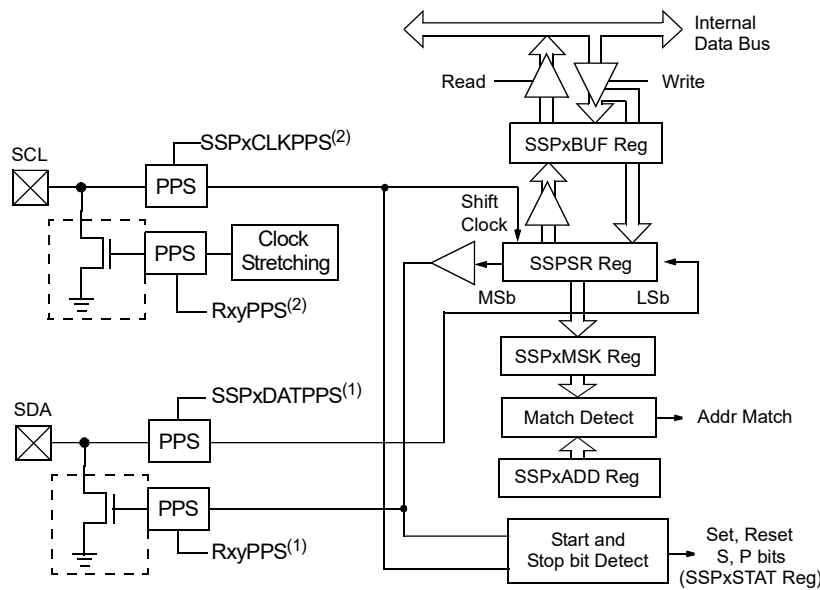 Internal
Data Bus
Read
Write
SSPxCLKPPS(2)
SSPxBUF Reg
SCL
PPS
Shift
Clock
PPS
Clock
Stretching
SSPSR Reg
MSb
LSb
RxyPPS(2)
SSPxMSK Reg
SSPxDATPPS(1)
SDA
PPS
Match Detect
Addr Match
SSPxADD Reg
PPS
Start and
Stop bit Detect
Set, Reset
S, P bits
(SSPxSTAT Reg)
RxyPPS(1)